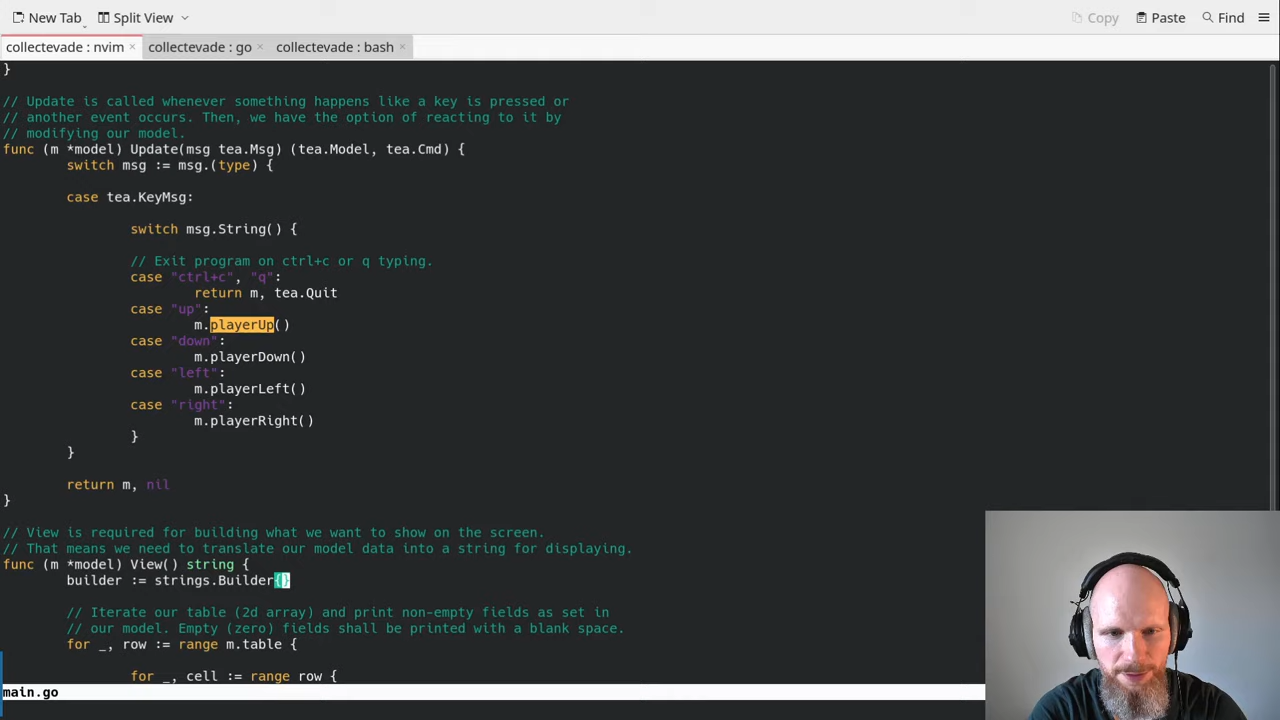 New Tab Split View Copy Paste Find
collectevade : nvim collectevade : go collectevade : bash
}
// Update is called whenever something happens like a key is pressed or
// another event occurs. Then, we have the option of reacting to it by
// modifying our model.
func (m *model) Update(msg tea.Msg) (tea.Model, tea.Cmd) {
switch msg := msg.(type) {
case tea.KeyMsg:
switch msg.String() {
// Exit program on ctrl+c or q typing.
case "ctrl+c", "q":
return m, tea.Quit
case "up":
m.playerUp()
case "down":
m.playerDown()
case "left":
m.playerLeft()
case "right":
m.playerRight()
}
}
return m, nil
}
// View is required for building what we want to show on the screen.
// That means we need to translate our model data into a string for displaying.
func (m *model) View() string {
builder := strings.Builder{}
// Iterate our table (2d array) and print non-empty fields as set in
// our model. Empty (zero) fields shall be printed with a blank space.
for _, row := range m.table {
for _, cell := range row {
main.go